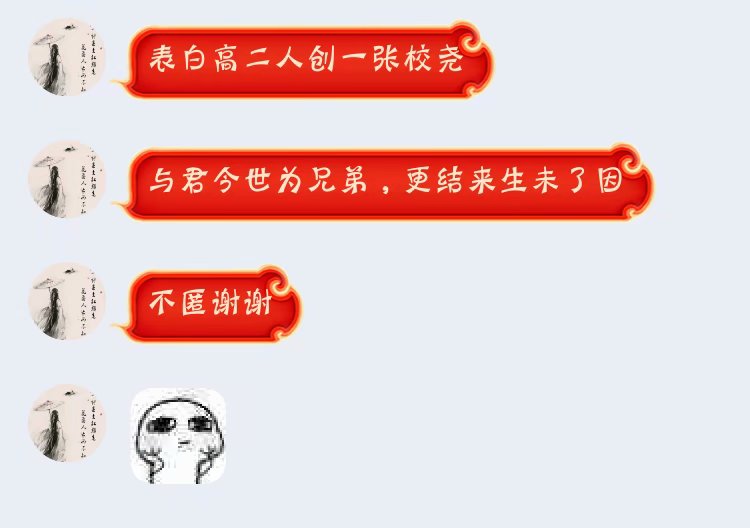 表白高二人创一张校尧
与君今世为兄弟，更结来生未了因
不匿谢谢